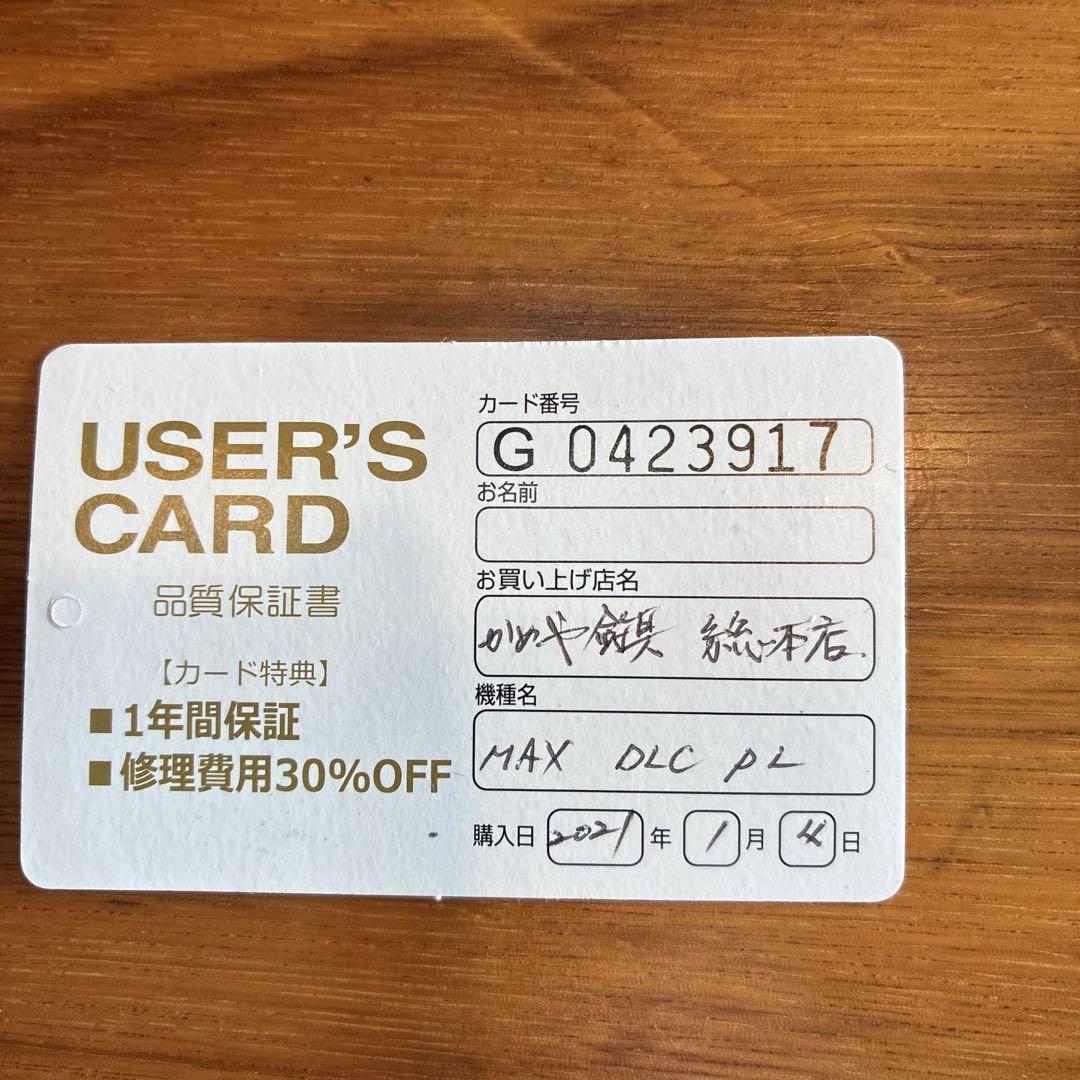 USER'S
CARD
品質保証書
【カード特典】
■1年間保証
■修理費用30%OFF
カード番号
G 0423917
お名前
お買い上げ店名
かめや釣具 総本店
機種名
MAX DLC PL
購入日 2021 年 1 月 4 日